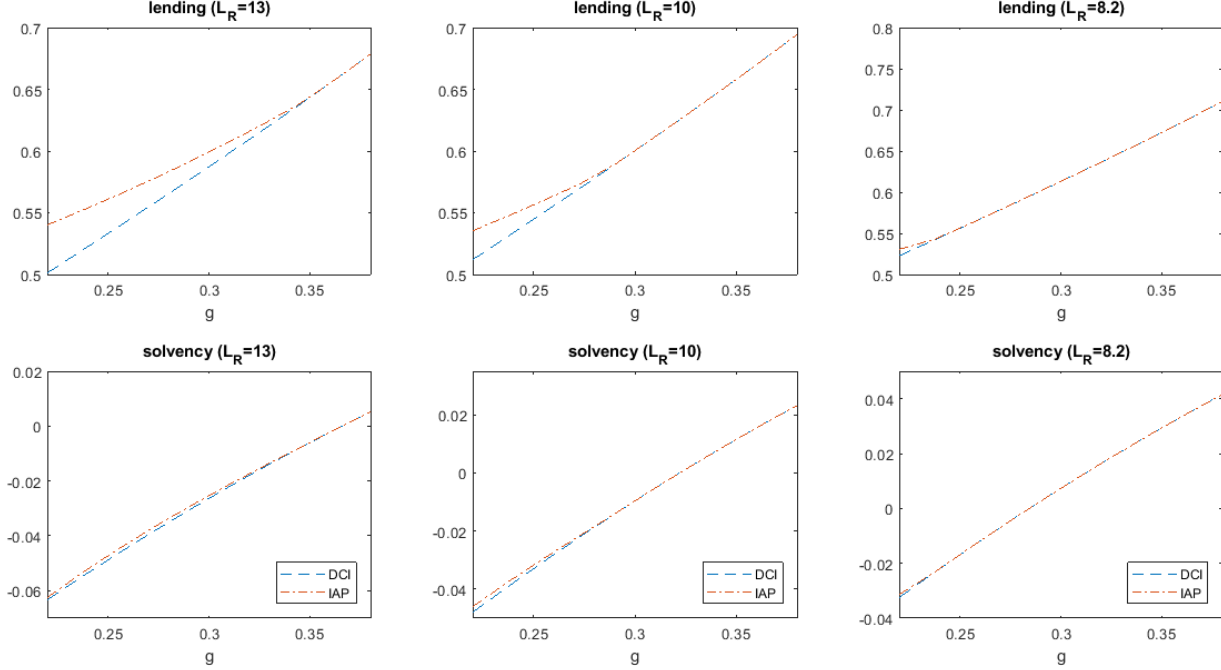 lending (L_R=13)
0.7
0.65
0.6
0.55
0.5
0.25 0.3 0.35
g
lending (L_R=10)
0.7
0.65
0.6
0.55
0.5
0.25 0.3 0.35
g
lending (L_R=8.2)
0.8
0.75
0.7
0.65
0.6
0.55
0.5
0.25 0.3 0.35
g
solvency (L_R=13)
0.02
0
-0.02
-0.04
-0.06
0.25 0.3 0.35
g
DCI
IAP
solvency (L_R=10)
0.02
0
-0.02
-0.04
0.25 0.3 0.35
g
DCI
IAP
solvency (L_R=8.2)
0.04
0.02
0
-0.02
-0.04
0.25 0.3 0.35
g
DCI
IAP